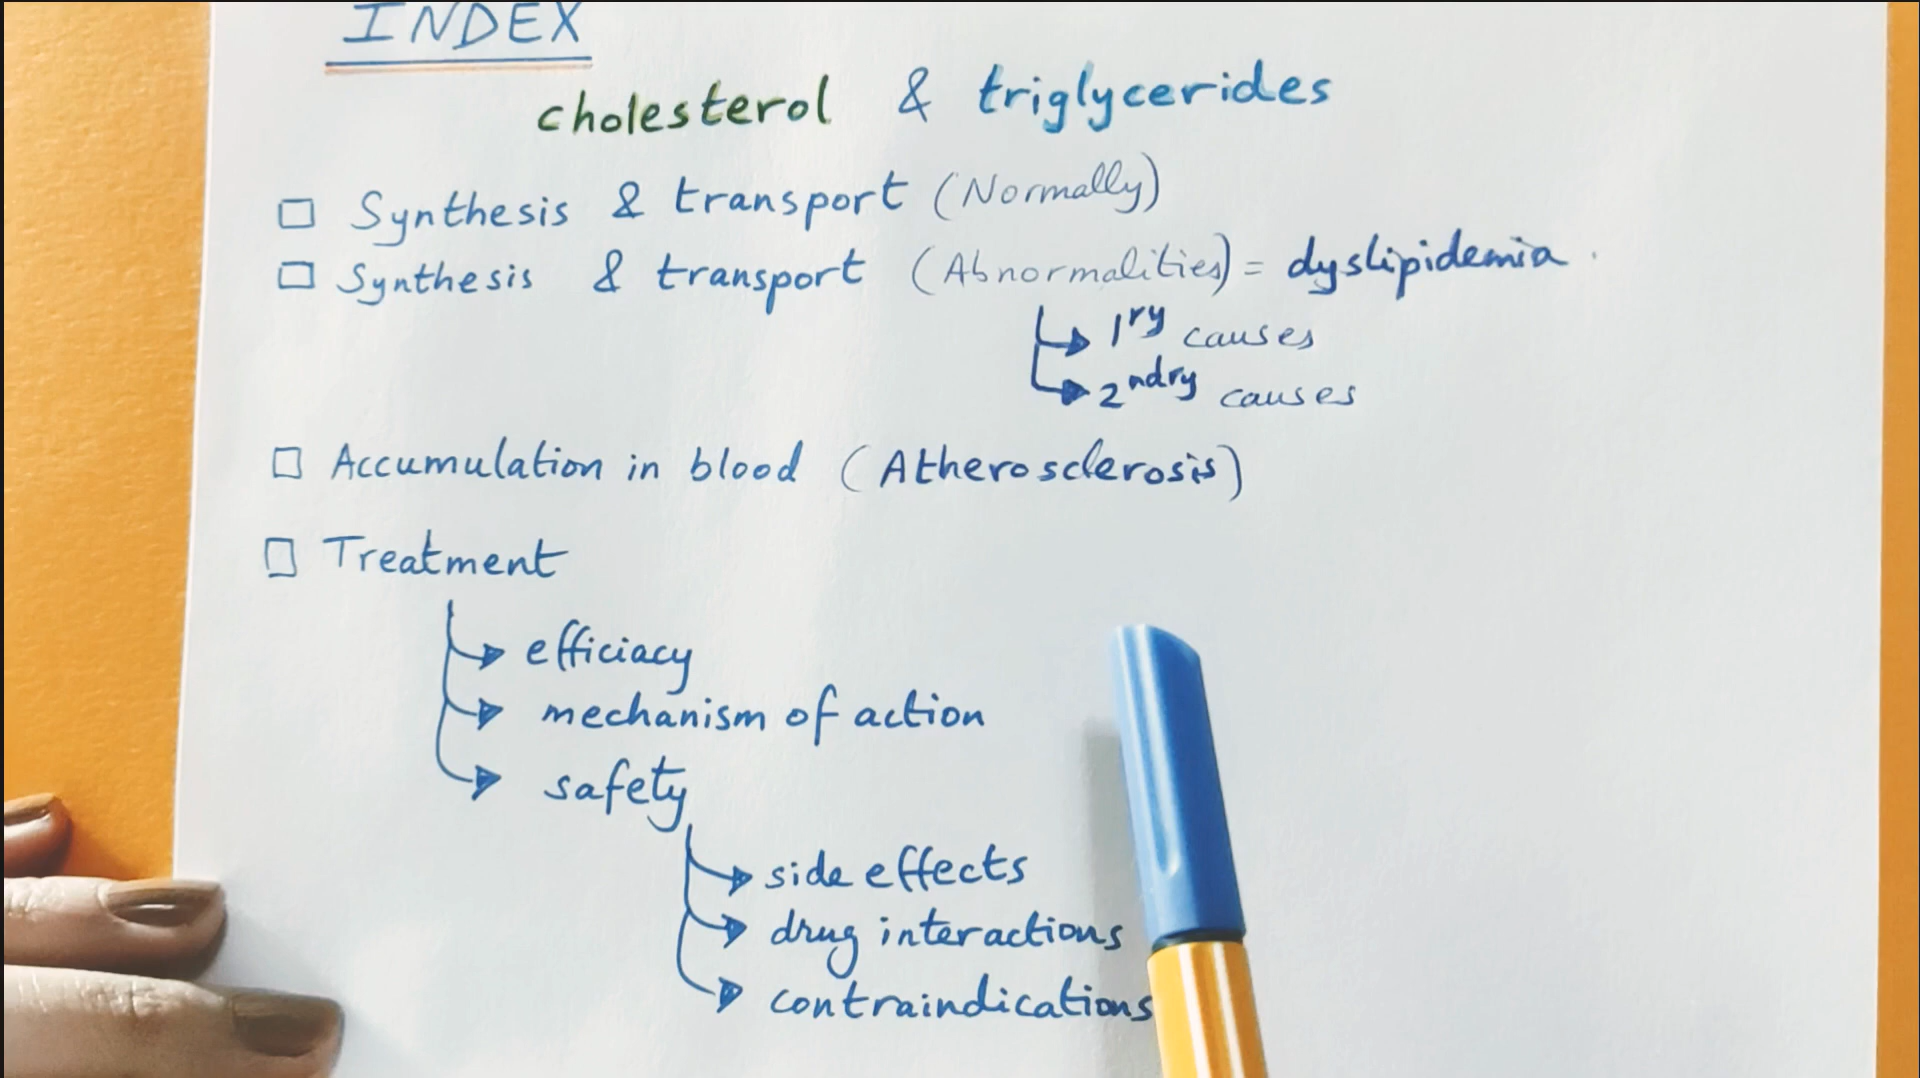 INDEX
cholesterol & triglycerides
Synthesis & transport (Normally)
Synthesis & transport (Abnormalities) = dyslipidemia.
1ry causes
2ndry causes
Accumulation in blood (Atherosclerosis)
Treatment
efficiacy
mechanism of action
safety
side effects
drug interactions
contraindications